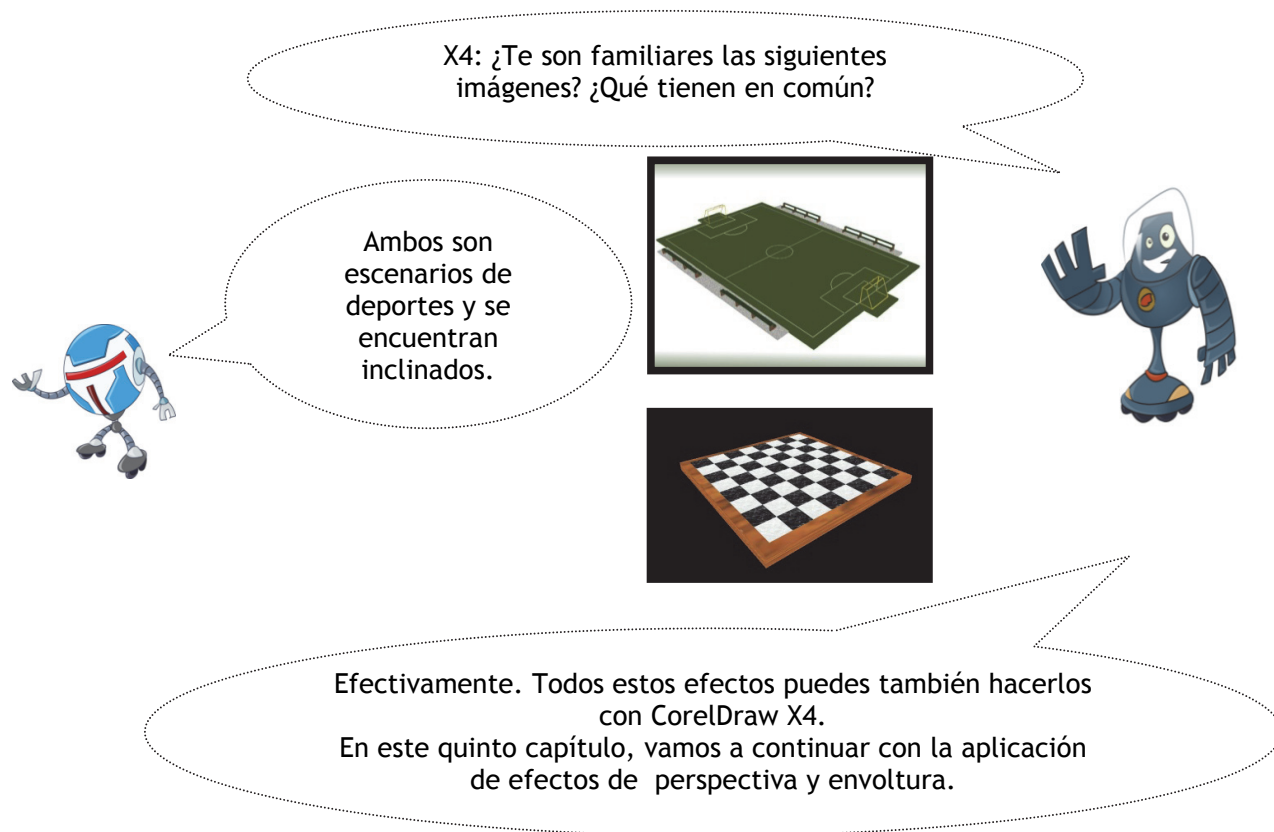 X4: ¿Te son familiares las siguientes
imágenes? ¿Qué tienen en común?
Ambos son
escenarios de
deportes y se
encuentran
inclinados.
Efectivamente. Todos estos efectos puedes también hacerlos
con CorelDraw X4.
En este quinto capítulo, vamos a continuar con la aplicación
de efectos de perspectiva y envoltura.